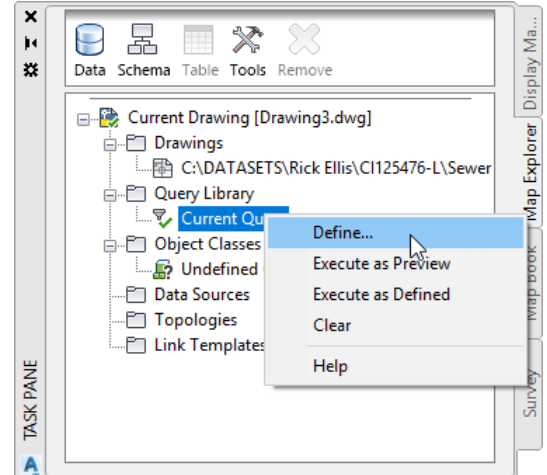 Data Schema Table Tools Remove
Current Drawing [Drawing3.dwg]
Drawings
C:\DATASETS\Rick Ellis\CI125476-L\Sewer
Query Library
Current Qu
Object Classes
Undefined
Data Sources
Topologies
Link Templates
Define...
Execute as Preview
Execute as Defined
Clear
Help
Display Ma...
Map Explorer
Map Book
Survey
TASK PANE